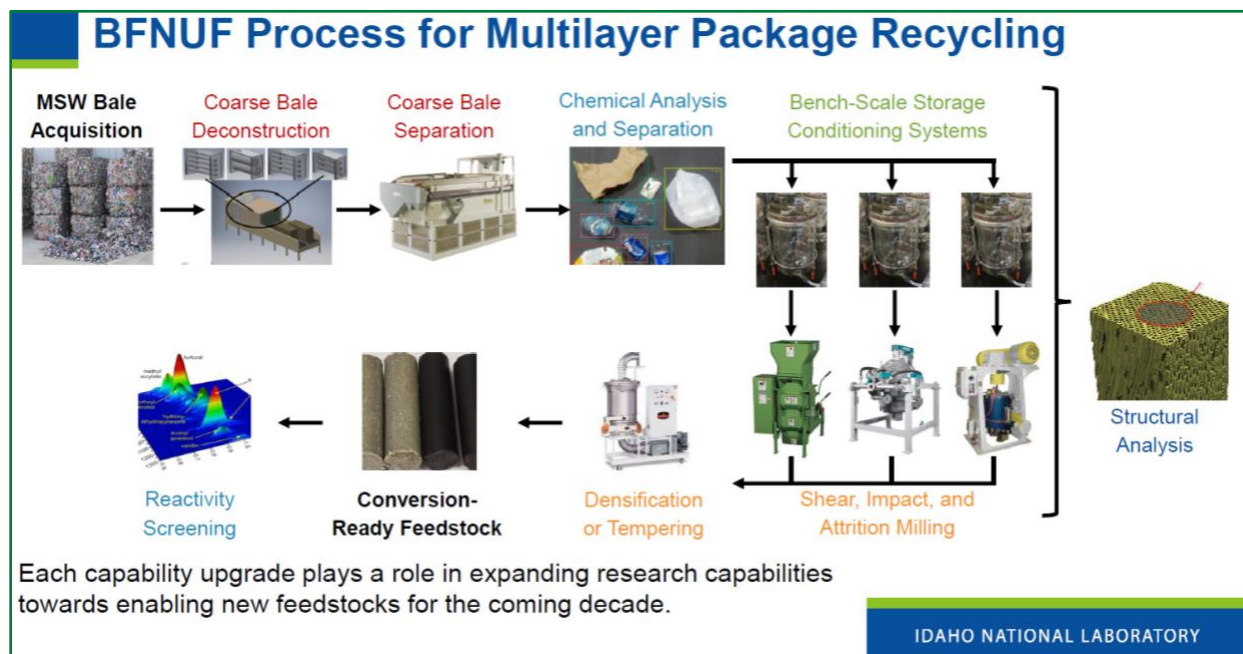 BFNUF Process for Multilayer Package Recycling
MSW Bale
Acquisition
Coarse Bale
Deconstruction
Coarse Bale
Separation
Chemical Analysis
and Separation
Bench-Scale Storage
Conditioning Systems
Structural
Analysis
Reactivity
Screening
Conversion-
Ready Feedstock
Densification
or Tempering
Shear, Impact, and
Attrition Milling
furfural
methyl
Each capability upgrade plays a role in expanding research capabilities
towards enabling new feedstocks for the coming decade.
IDAHO NATIONAL LABORATORY